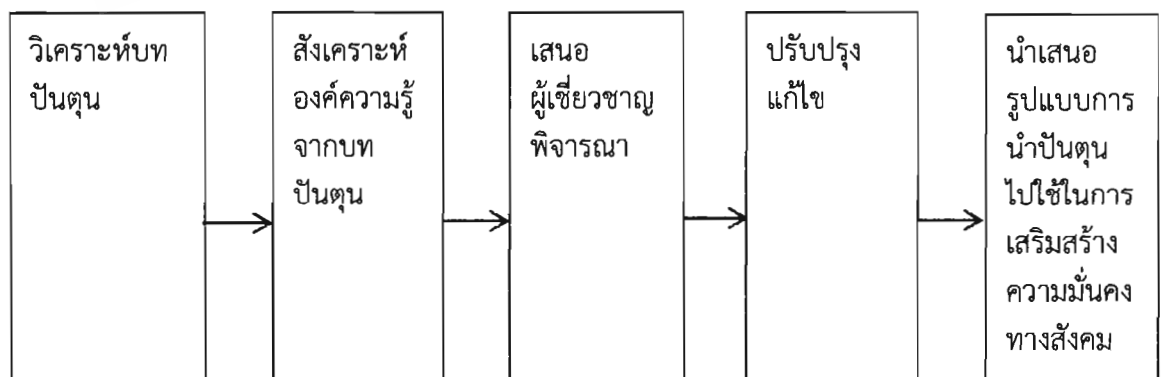 วิเคราะห์บท
ปันตุน
สังเคราะห์
องค์ความรู้
จากบท
ปันตุน
เสนอ
ผู้เชี่ยวชาญ
พิจารณา
ปรับปรุง
แก้ไข
นำเสนอ
รูปแบบการ
นำปันตุน
ไปใช้ในการ
เสริมสร้าง
ความมั่นคง
ทางสังคม